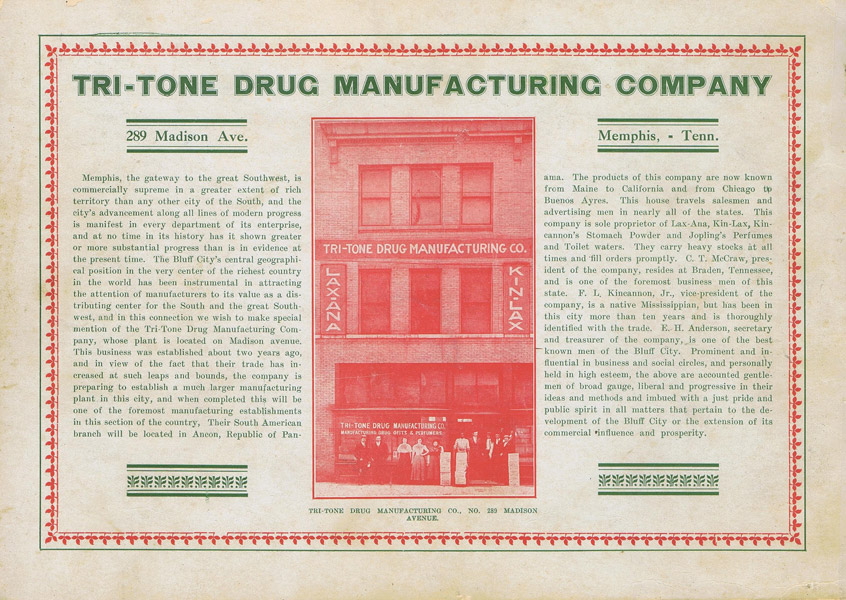 TRI-TONE DRUG MANUFACTURING COMPANY
289 Madison Ave.
Memphis, the gateway to the great Southwest, is
commercially supreme in a greater extent of rich
territory than any other city of the South, and the
city's advancement along all lines of modern progress
is manifest in every department of its enterprise,
and at no time in its history has it shown greater
or more substantial progress than is in evidence at
the present time. The Bluff City's central geographi-
cal position in the very center of the richest country
in the world has been instrumental in attracting
the attention of manufacturers to its value as a dis-
tributing center for the South and the great South-
west, and in this connection we wish to make special
mention of the Tri-Tone Drug Manufacturing Com-
pany, whose plant is located on Madison avenue.
This business was established about two years ago,
and in view of the fact that their trade has in-
creased at such leaps and bounds, the company is
preparing to establish a much larger manufacturing
plant in this city, and when completed this will be
one of the foremost manufacturing establishments
in this section of the country, Their South American
branch will be located in Ancon, Republic of Pan-
TRI-TONE DRUG MANUFACTURING CO.
LAX-ANA
KIN-LAX
TRI-TONE DRUG MANUFACTURING CO.
MANUFACTURING DRUGGISTS & PERFUMERS
TRI-TONE DRUG MANUFACTURING CO., NO. 289 MADISON
AVENUE.
Memphis, - Tenn.
ama. The products of this company are now known
from Maine to California and from Chicago to
Buenos Ayres. This house travels salesmen and
advertising men in nearly all of the states. This
company is sole proprietor of Lax-Ana, Kin-Lax, Kin-
cannon's Stomach Powder and Jopling's Perfumes
and Toilet waters. They carry heavy stocks at all
times and fill orders promptly. C. T. McCraw, pres-
ident of the company, resides at Braden, Tennessee,
and is one of the foremost business men of this
state. F. L. Kincannon, Jr., vice-president of the
company, is a native Mississippian, but has been in
this city more than ten years and is thoroughly
identified with the trade. E. H. Anderson, secretary
and treasurer of the company, is one of the best
known men of the Bluff City. Prominent and in-
fluential in business and social circles, and personally
held in high esteem, the above are accounted gentle-
men of broad gauge, liberal and progressive in their
ideas and methods and imbued with a just pride and
public spirit in all matters that pertain to the de-
velopment of the Bluff City or the extension of its
commercial influence and prosperity.